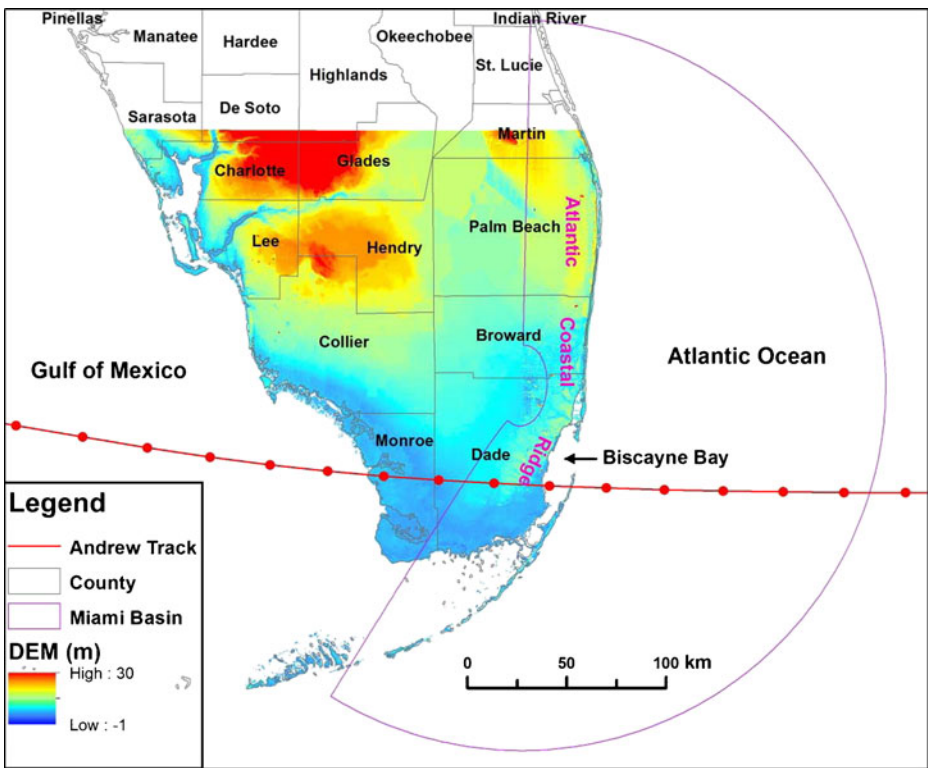 Pinellas
Indian River
Manatee
Hardee
Okeechobee
St. Lucie
Highlands
De Soto
Sarasota
Martin
Charlotte
Glades
Atlantic
Palm Beach
Lee
Hendry
Coastal
Broward
Collier
Gulf of Mexico
Atlantic Ocean
Monroe
Dade
Ridge
Biscayne Bay
Legend
Andrew Track
County
Miami Basin
DEM (m)
High : 30
Low : -1
0 50 100 km